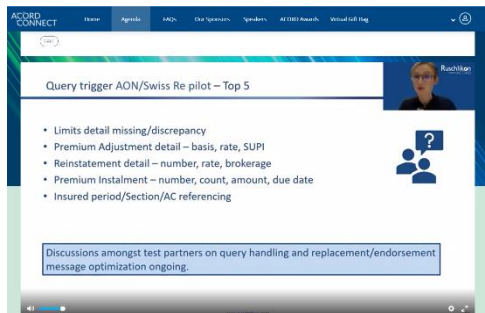 ACORD
CONNECT
Home Agenda FAQs Our Sponsors Speakers ACORD Awards Virtual Gift Bag
Ruschlikon
Query trigger AON/Swiss Re pilot – Top 5
• Limits detail missing/discrepancy
• Premium Adjustment detail – basis, rate, SUPI
• Reinstatement detail – number, rate, brokerage
• Premium Instalment – number, count, amount, due date
• Insured period/Section/AC referencing
?
Discussions amongst test partners on query handling and replacement/endorsement
message optimization ongoing.